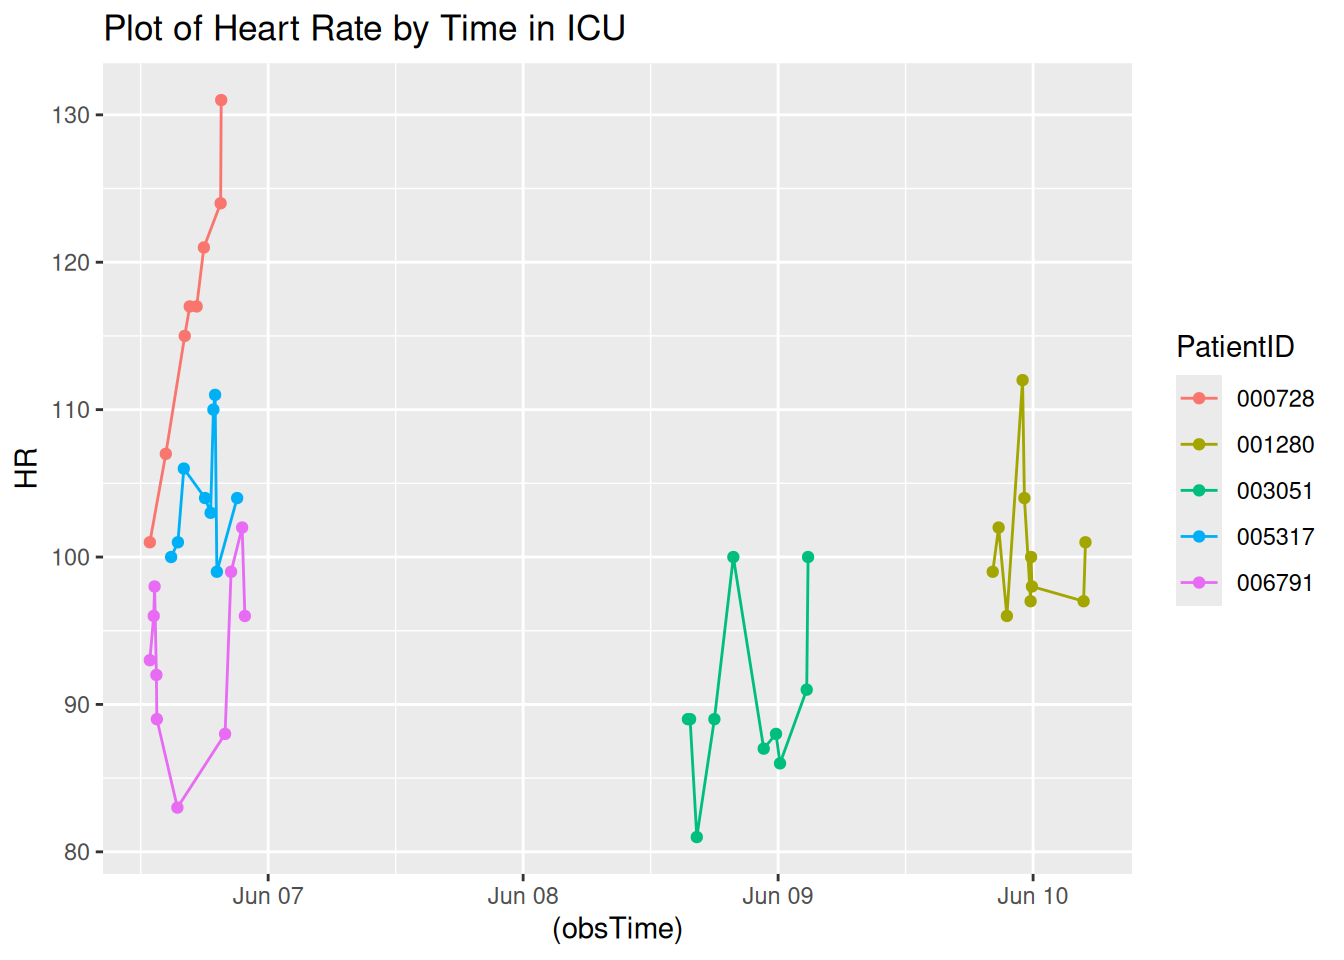 Plot of Heart Rate by Time in ICU
130
120
110
100
90
80
HR
Jun 07
Jun 08
Jun 09
Jun 10
(obsTime)
PatientID
000728
001280
003051
005317
006791